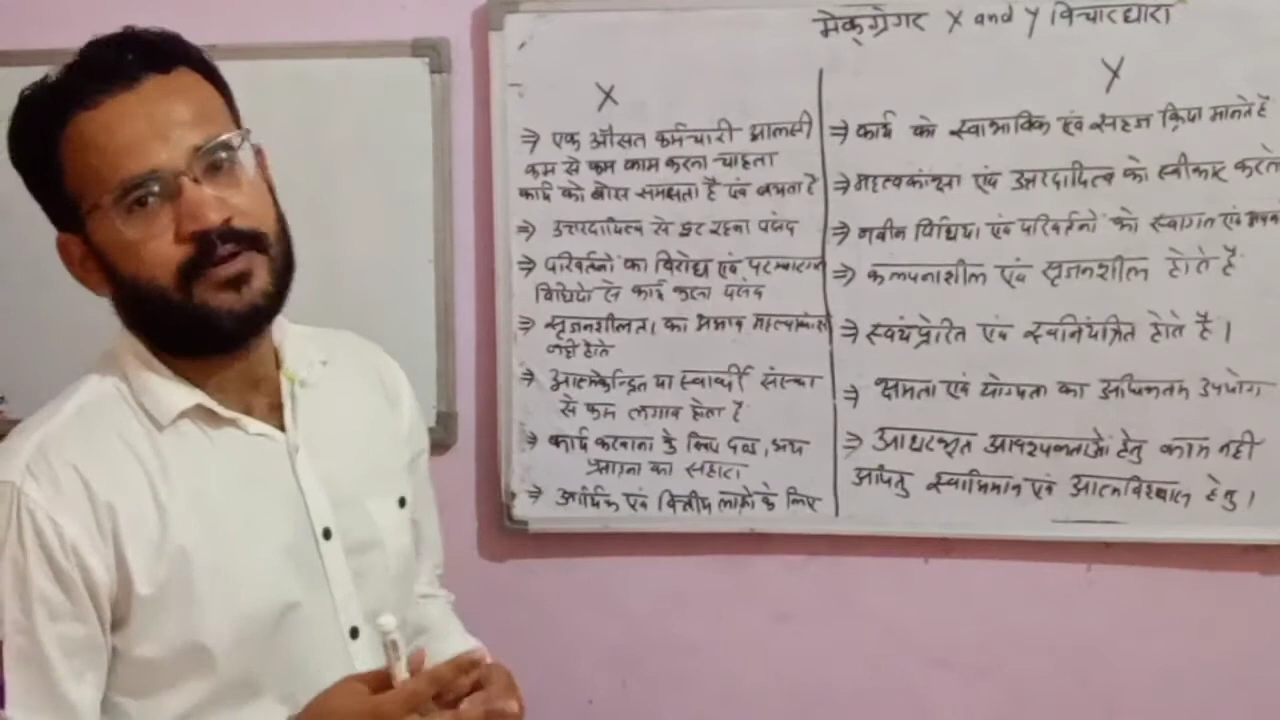 मेक्ग्रेगर X and Y विचारधारा
X
⇒ एक औसत कर्मचारी आलसी
कम से कम काम करना चाहता
कार्य को बोझ समझता है एवं बचता है
⇒ उत्तरदायित्व से दूर रहना पसंद
⇒ परिवर्तनों का विरोध एवं परम्परागत
विधियों से कार्य करना पसंद
⇒ सृजनशीलता का अभाव महत्वाकांक्षी
नहीं होते
⇒ आत्मकेन्द्रित या स्वार्थी संस्था
से कम लगाव होता है
⇒ कार्य करवाना के लिए दण्ड, भय
का सहारा
⇒ आर्थिक एवं वित्तीय लाभों के लिए
Y
⇒ कार्य को स्वाभाविक एवं सहज क्रिया मानते है
⇒ महत्वकांक्षा एवं उत्तरदायित्व को स्वीकार करते
⇒ नवीन विधिया एवं परिवर्तनों को स्वागत एवं
⇒ कल्पनाशील एवं सृजनशील होते है
⇒ स्वयंप्रेरित एवं स्वनियंत्रित होते है।
⇒ क्षमता एवं योग्यता का अधिकतम उपयोग
⇒ आधारभूत आवश्यकताओं हेतु काम नही
अपितु स्वाभिमान एवं आत्मविश्वास हेतु।